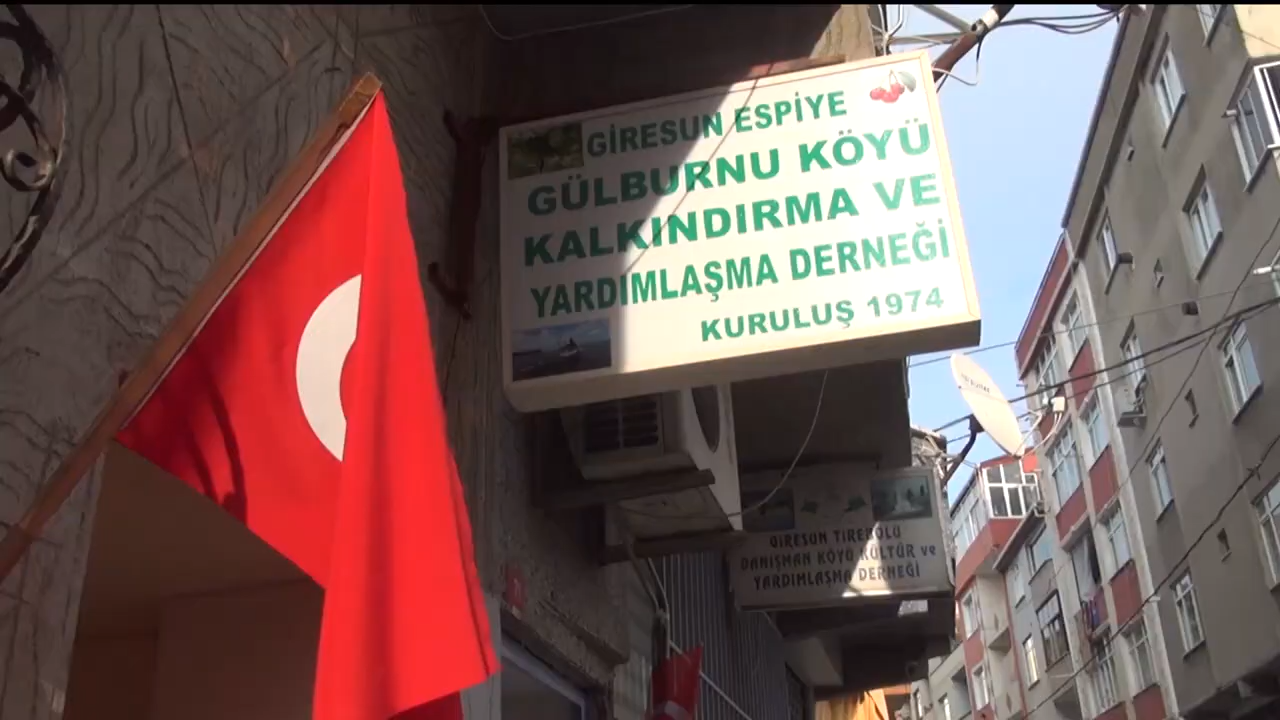 GİRESUN ESPİYE
GÜLBURNU KÖYÜ
KALKINDIRMA VE
YARDIMLAŞMA DERNEĞİ
KURULUŞ 1974
GİRESUN TİREBOLU
DANIŞMAN KÖYÜ KÜLTÜR ve
YARDIMLAŞMA DERNEĞİ